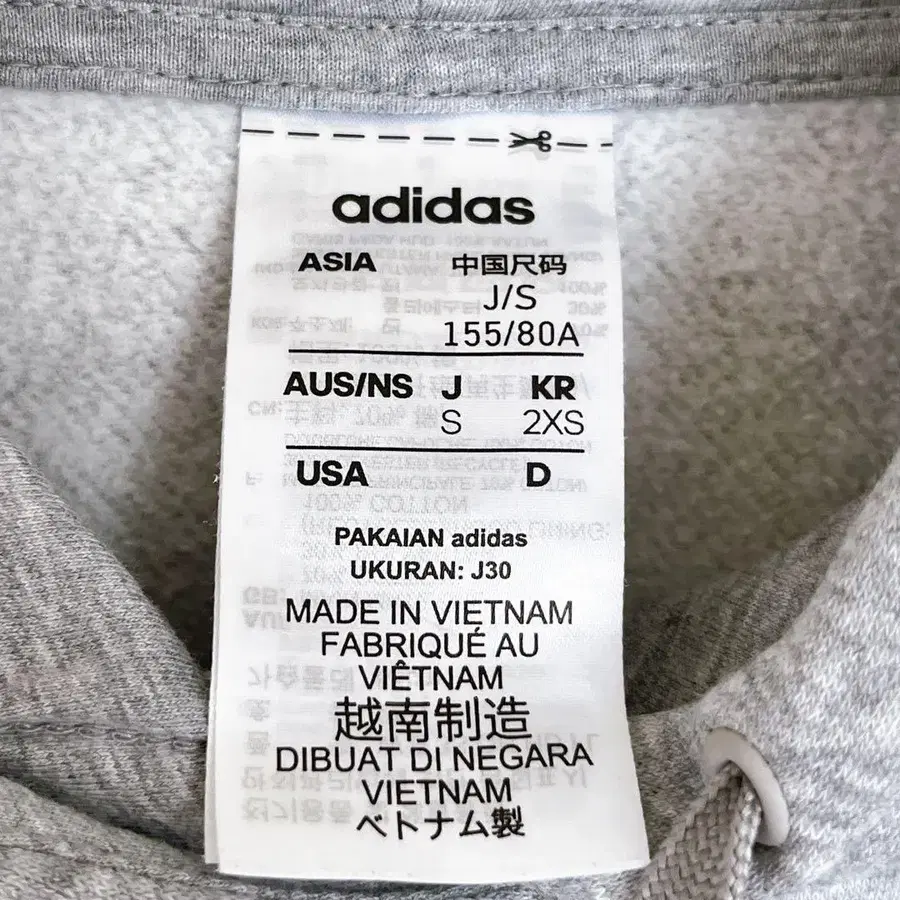 adidas
ASIA 中国尺码
J/S
155/80A
AUS/NS J KR
S 2XS
USA D
PAKAIAN adidas
UKURAN: J30
MADE IN VIETNAM
FABRIQUÉ AU
VIÊTNAM
越南制造
DIBUAT DI NEGARA
VIETNAM
ベトナム製